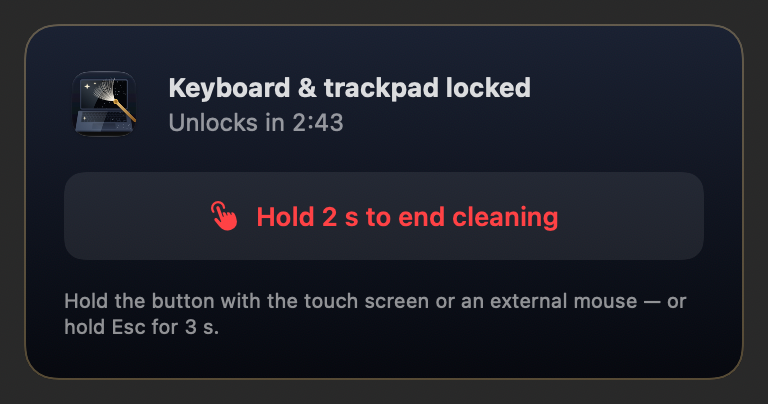 Keyboard & trackpad locked
Unlocks in 2:43
Hold 2 s to end cleaning
Hold the button with the touch screen or an external mouse — or
hold Esc for 3 s.